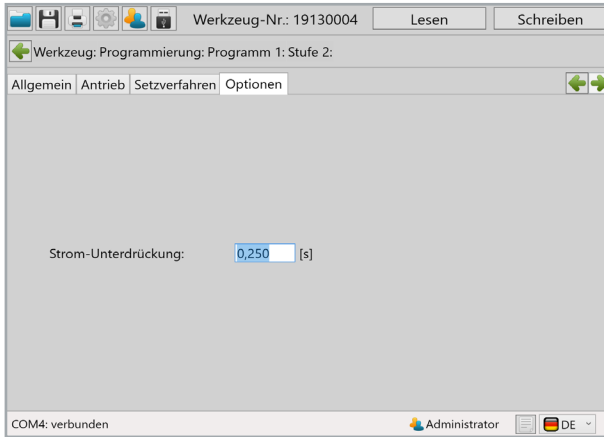 Werkzeug-Nr.: 19130004 Lesen Schreiben
Werkzeug: Programmierung: Programm 1: Stufe 2:
Allgemein Antrieb Setzverfahren Optionen
Strom-Unterdrückung: 0,250 [s]
COM4: verbunden Administrator DE